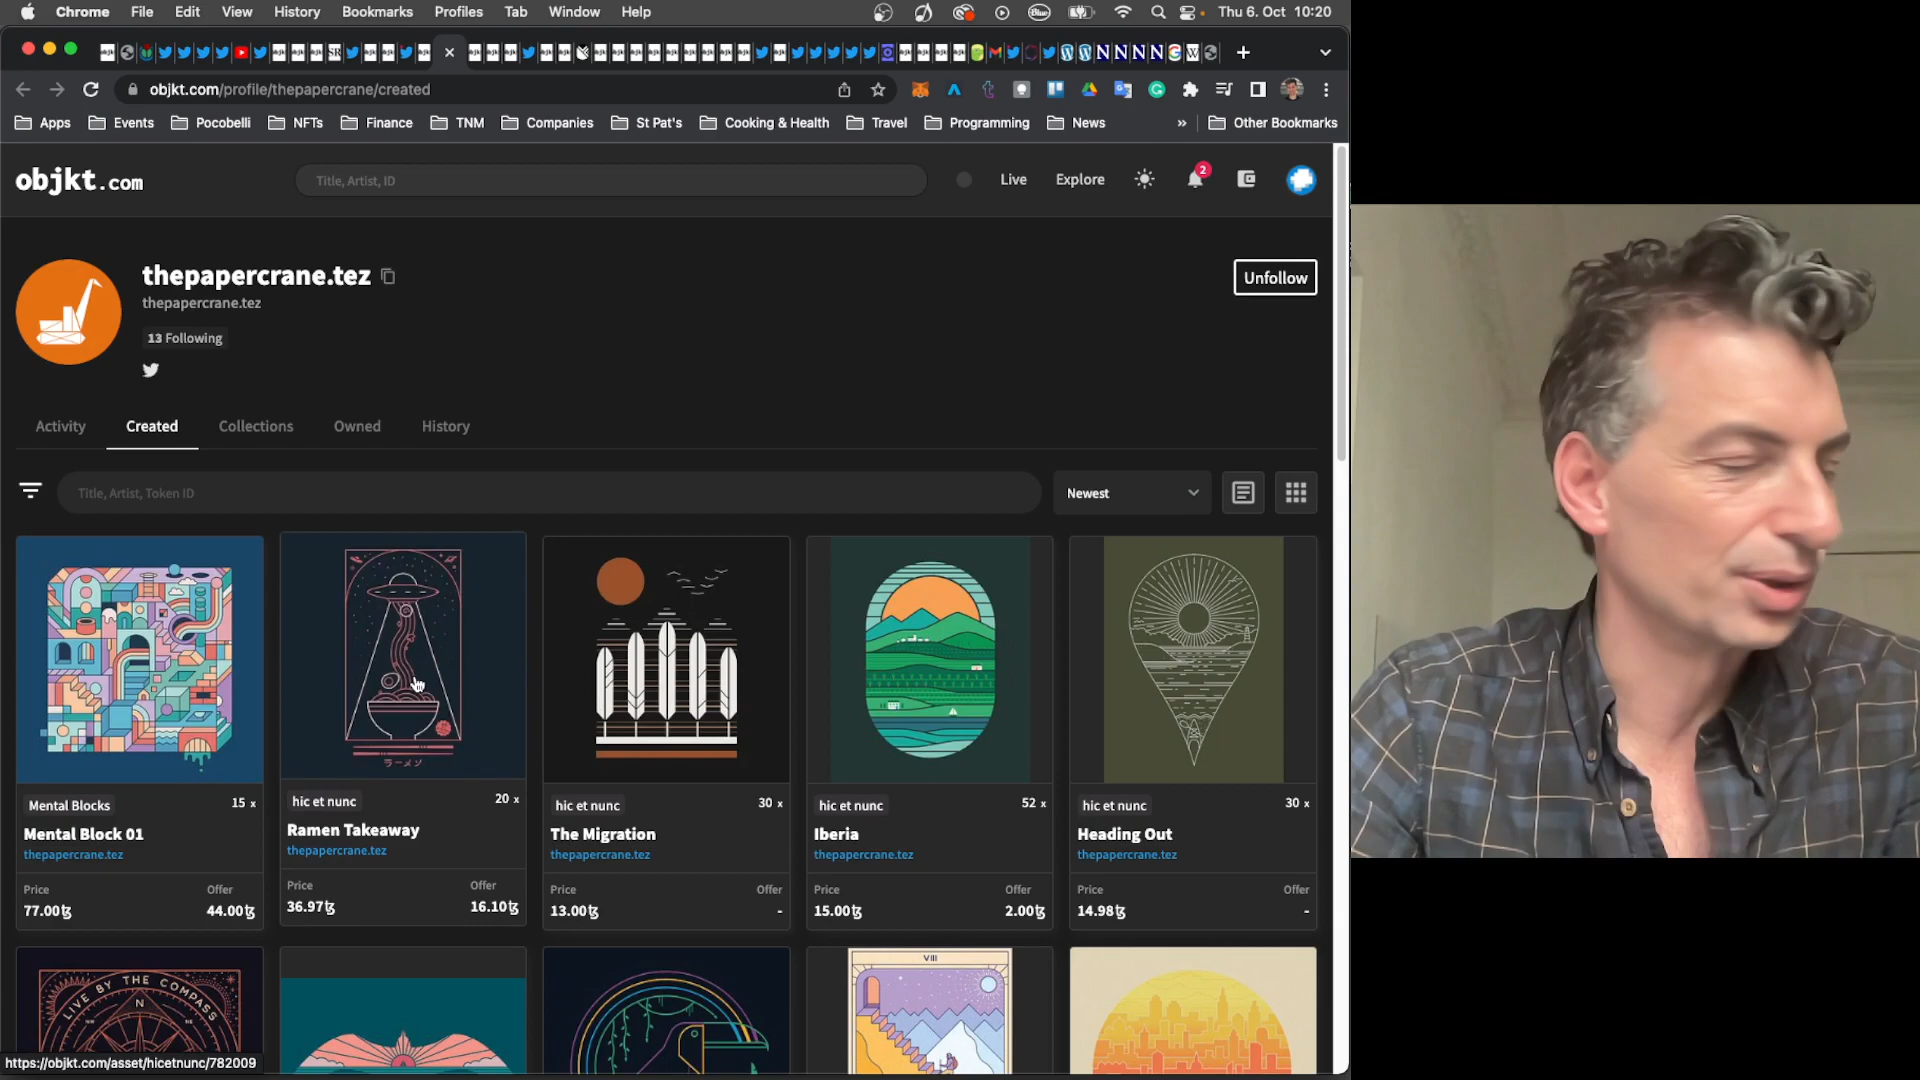 Chrome File Edit View History Bookmarks Profiles Tab Window Help Thu 6. Oct 10:20
objkt.com/profile/thepapercrane/created
Apps Events Pocobelli NFTs Finance TNM Companies St Pat's Cooking & Health Travel Programming News » Other Bookmarks
objkt.com Title, Artist, ID Live Explore 2
thepapercrane.tez
thepapercrane.tez
Unfollow
13 Following
Activity Created Collections Owned History
Title, Artist, Token ID Newest
ラーメン
Mental Blocks 15 x
Mental Block 01
thepapercrane.tez
Price Offer
77.00ꜩ 44.00ꜩ
hic et nunc 20 x
Ramen Takeaway
thepapercrane.tez
Price Offer
36.97ꜩ 16.10ꜩ
hic et nunc 30 x
The Migration
thepapercrane.tez
Price Offer
13.00ꜩ -
hic et nunc 52 x
Iberia
thepapercrane.tez
Price Offer
15.00ꜩ 2.00ꜩ
hic et nunc 30 x
Heading Out
thepapercrane.tez
Price Offer
14.98ꜩ -
LIVE BY THE COMPASS
N
VIII
https://objkt.com/asset/hicetnunc/782009